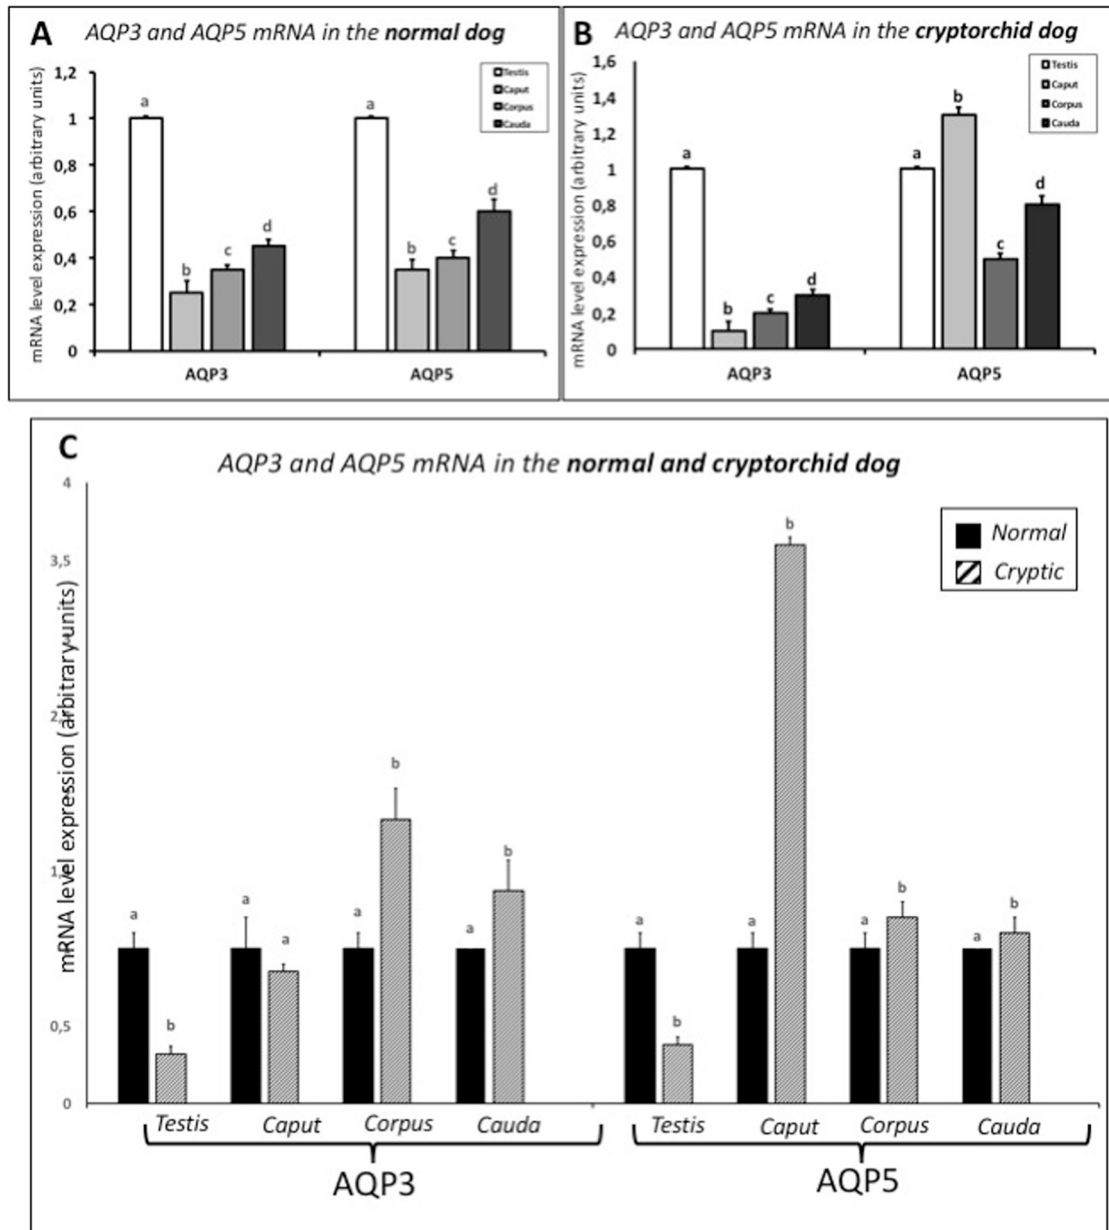 A
AQP3 and AQP5 mRNA in the normal dog
mRNA level expression (arbitrary units)
1,2
1
0,8
0,6
0,4
0,2
0
Testis
Caput
Corpus
Cauda
a
b
c
d
a
b
c
d
AQP3
AQP5
B
AQP3 and AQP5 mRNA in the cryptorchid dog
mRNA level expression (arbitrary units)
1,6
1,4
1,2
1
0,8
0,6
0,4
0,2
0
Testis
Caput
Corpus
Cauda
a
b
c
d
a
b
c
d
AQP3
AQP5
C
AQP3 and AQP5 mRNA in the normal and cryptorchid dog
mRNA level expression (arbitrary units)
4
3,5
0,5
0
Normal
Cryptic
a
b
a
a
a
b
a
b
a
b
a
b
a
b
a
b
Testis
Caput
Corpus
Cauda
Testis
Caput
Corpus
Cauda
AQP3
AQP5